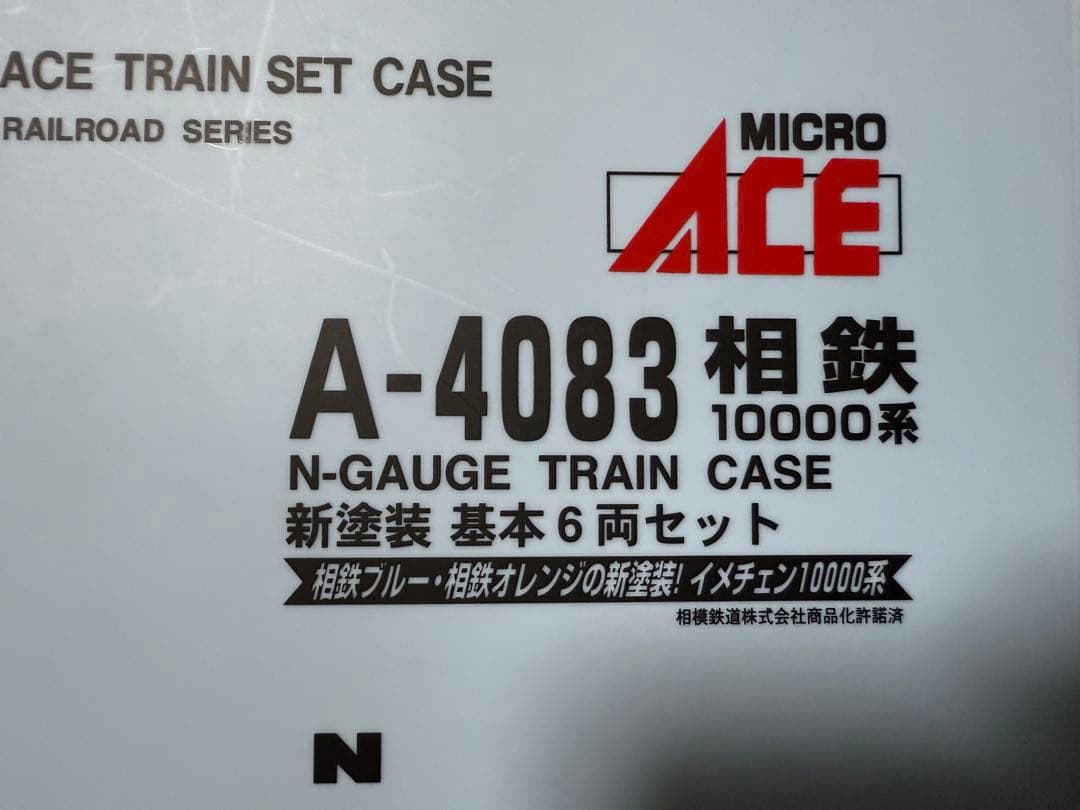 ACE TRAIN SET CASE
RAILROAD SERIES
MICRO
ACE
A-4083 相鉄
10000系
N-GAUGE TRAIN CASE
新塗装 基本6両セット
相鉄ブルー・相鉄オレンジの新塗装! イメチェン10000系
相模鉄道株式会社商品化許諾済
N